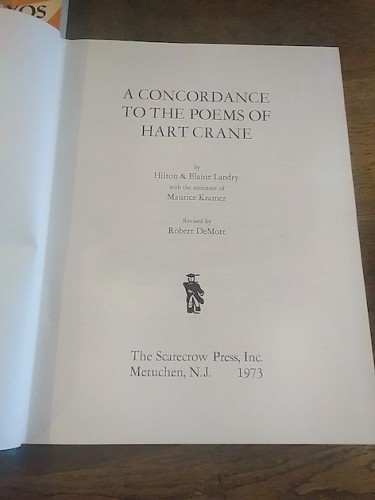 YOS
A CONCORDANCE
TO THE POEMS OF
HART CRANE
by
Hilton & Elaine Landry
with the assistance of
Maurice Kramer
Revised by
Robert DeMott
The Scarecrow Press, Inc.
Metuchen, N.J. 1973